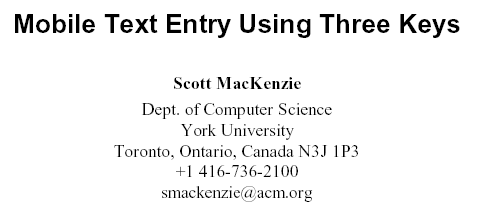 Mobile Text Entry Using Three Keys
Scott MacKenzie
Dept. of Computer Science
York University
Toronto, Ontario, Canada N3J 1P3
+1 416-736-2100
smackenzie@acm.org